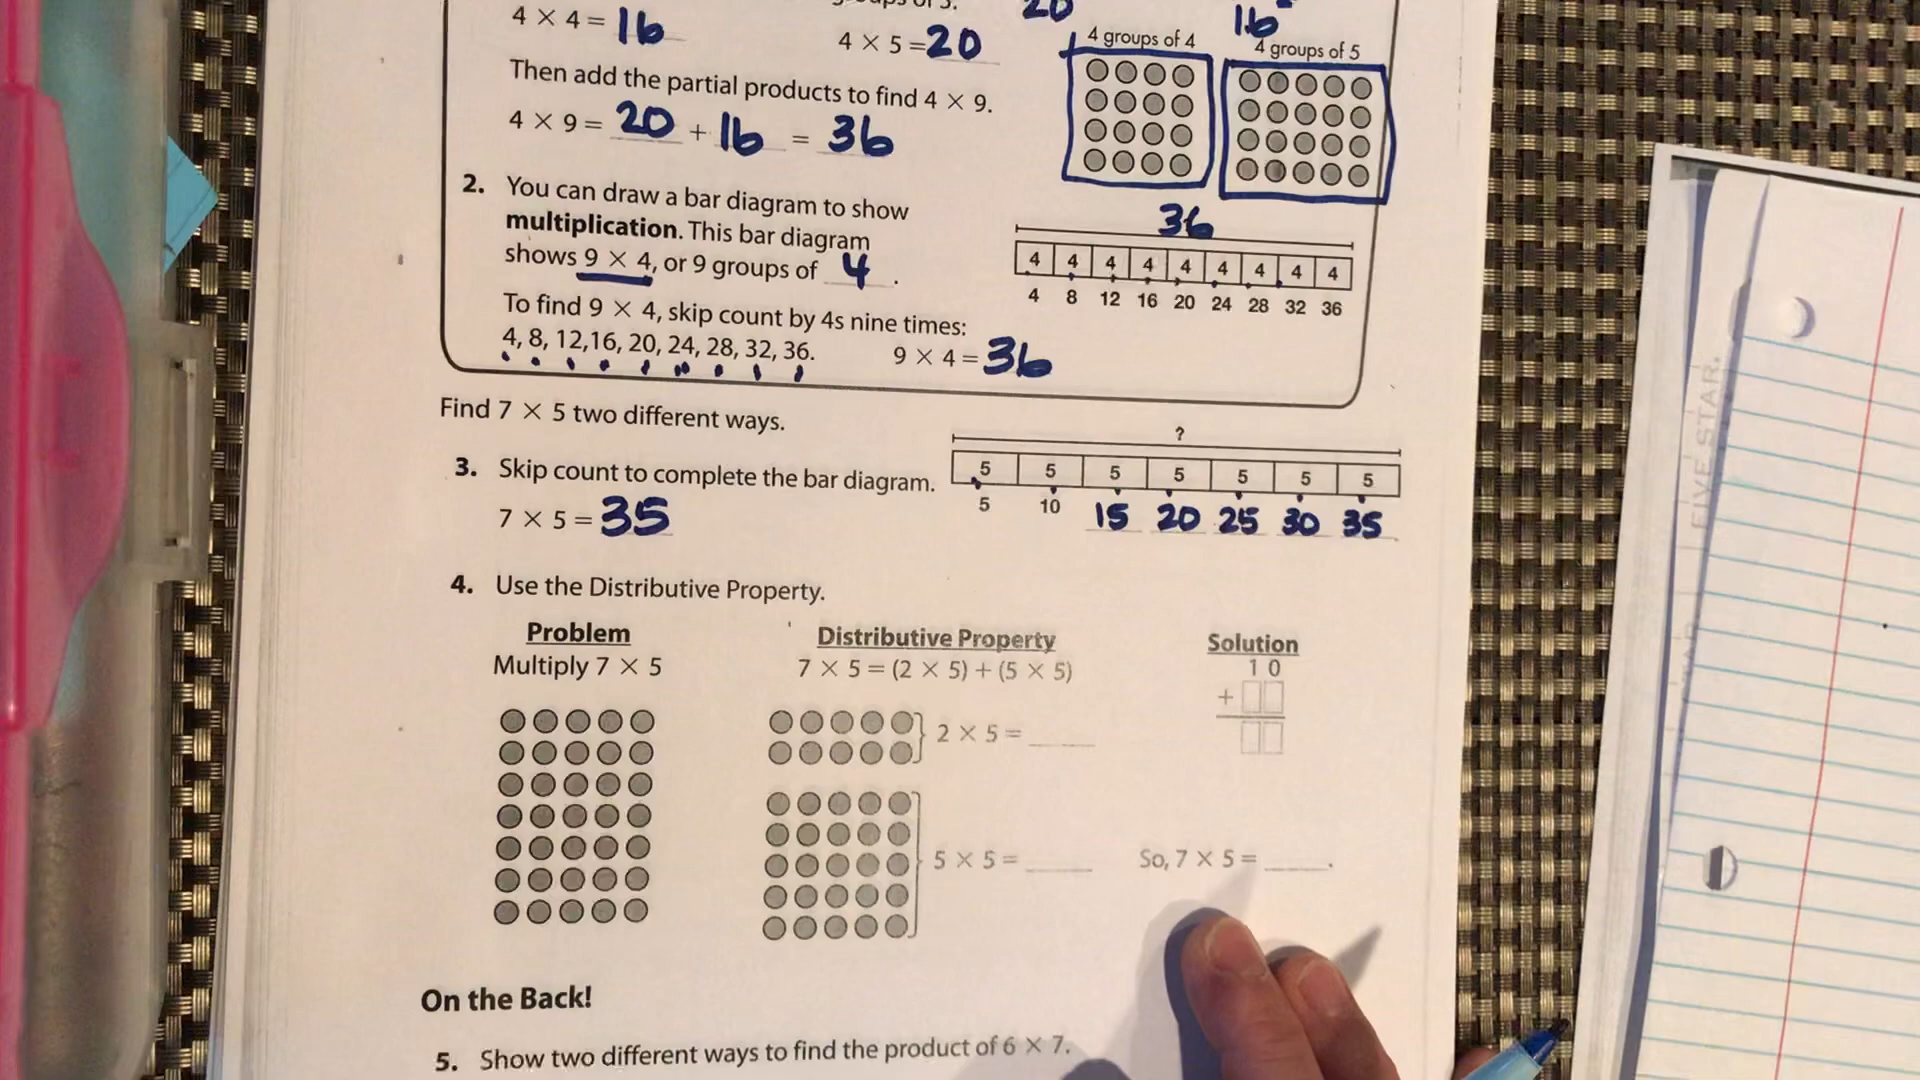 20
16
4 × 4 = 16
4 × 5 = 20
4 groups of 4
4 groups of 5
Then add the partial products to find 4 × 9.
4 × 9 = 20 + 16 = 36
2. You can draw a bar diagram to show
multiplication. This bar diagram
shows 9 × 4, or 9 groups of 4.
36
4 4 4 4 4 4 4 4 4
4 8 12 16 20 24 28 32 36
To find 9 × 4, skip count by 4s nine times:
4, 8, 12, 16, 20, 24, 28, 32, 36.
9 × 4 = 36
Find 7 × 5 two different ways.
3. Skip count to complete the bar diagram.
7 × 5 = 35
?
5 5 5 5 5 5 5
5 10 15 20 25 30 35
4. Use the Distributive Property.
Problem
Multiply 7 × 5
Distributive Property
7 × 5 = (2 × 5) + (5 × 5)
2 × 5 = ____
5 × 5 = ____
Solution
1 0
+
So, 7 × 5 = ____.
On the Back!
5. Show two different ways to find the product of 6 × 7.
FIVE STAR.